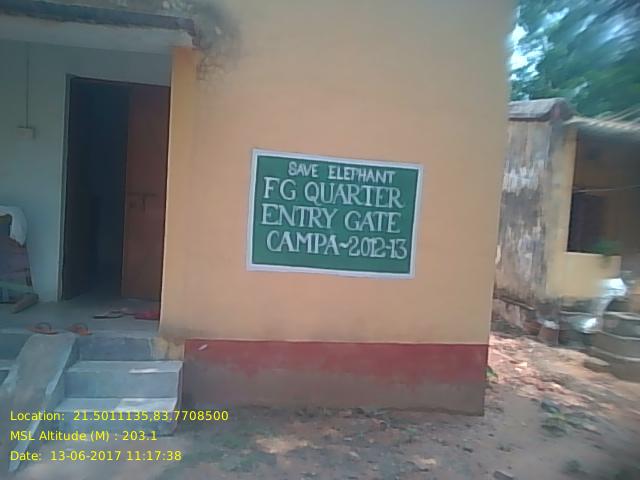 SAVE ELEPHANT
FG QUARTER
ENTRY GATE
CAMPA-2012-13
Location: 21.5011135,83.7708500
MSL Altitude (M) : 203.1
Date: 13-06-2017 11:17:38